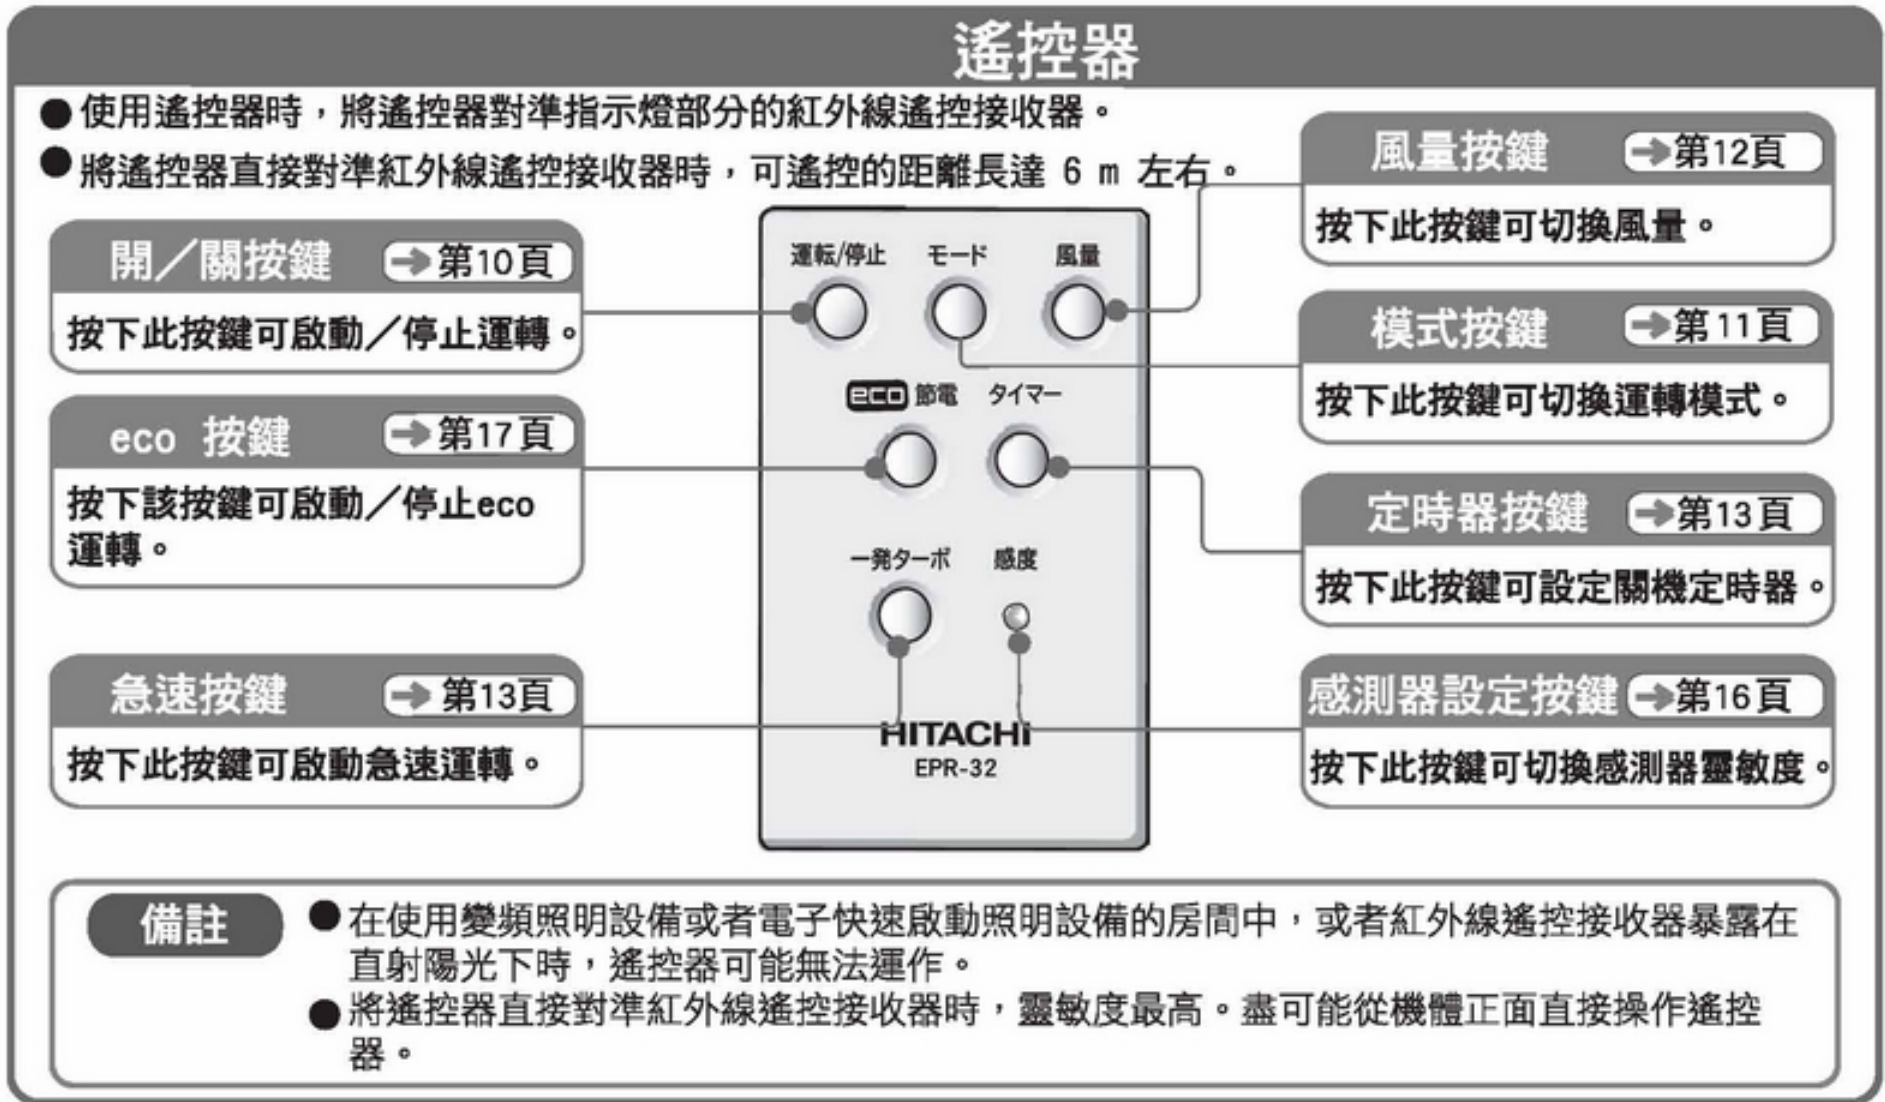 遙控器
●使用遙控器時，將遙控器對準指示燈部分的紅外線遙控接收器。
●將遙控器直接對準紅外線遙控接收器時，可遙控的距離長達 6 m 左右。
開／關按鍵 →第10頁
按下此按鍵可啟動／停止運轉。
eco 按鍵 →第17頁
按下該按鍵可啟動／停止eco
運轉。
急速按鍵 →第13頁
按下此按鍵可啟動急速運轉。
運転/停止 モード 風量
eco 節電 タイマー
一発ターボ 感度
HITACHI
EPR-32
風量按鍵 →第12頁
按下此按鍵可切換風量。
模式按鍵 →第11頁
按下此按鍵可切換運轉模式。
定時器按鍵 →第13頁
按下此按鍵可設定關機定時器。
感測器設定按鍵 →第16頁
按下此按鍵可切換感測器靈敏度。
備註
●在使用變頻照明設備或者電子快速啟動照明設備的房間中，或者紅外線遙控接收器暴露在
直射陽光下時，遙控器可能無法運作。
●將遙控器直接對準紅外線遙控接收器時，靈敏度最高。盡可能從機體正面直接操作遙控
器。